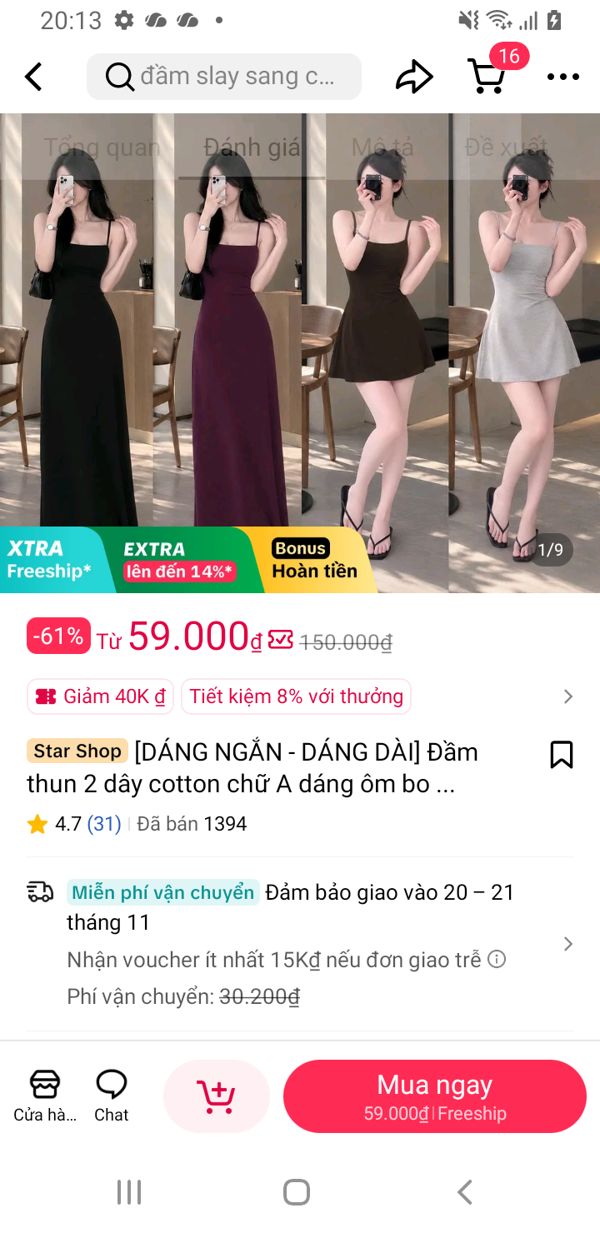 20:13
16
đầm slay sang c...
Tổng quan Đánh giá Mô tả Đề xuất
XTRA
Freeship*
EXTRA
lên đến 14%*
Bonus
Hoàn tiền
1/9
-61% Từ 59.000₫ 150.000₫
Giảm 40K ₫ Tiết kiệm 8% với thưởng
Star Shop [DÁNG NGẮN - DÁNG DÀI] Đầm
thun 2 dây cotton chữ A dáng ôm bo ...
4.7 (31) Đã bán 1394
Miễn phí vận chuyển Đảm bảo giao vào 20 – 21
tháng 11
Nhận voucher ít nhất 15K₫ nếu đơn giao trễ
Phí vận chuyển: 30.200₫
Cửa hà... Chat
Mua ngay
59.000₫ | Freeship